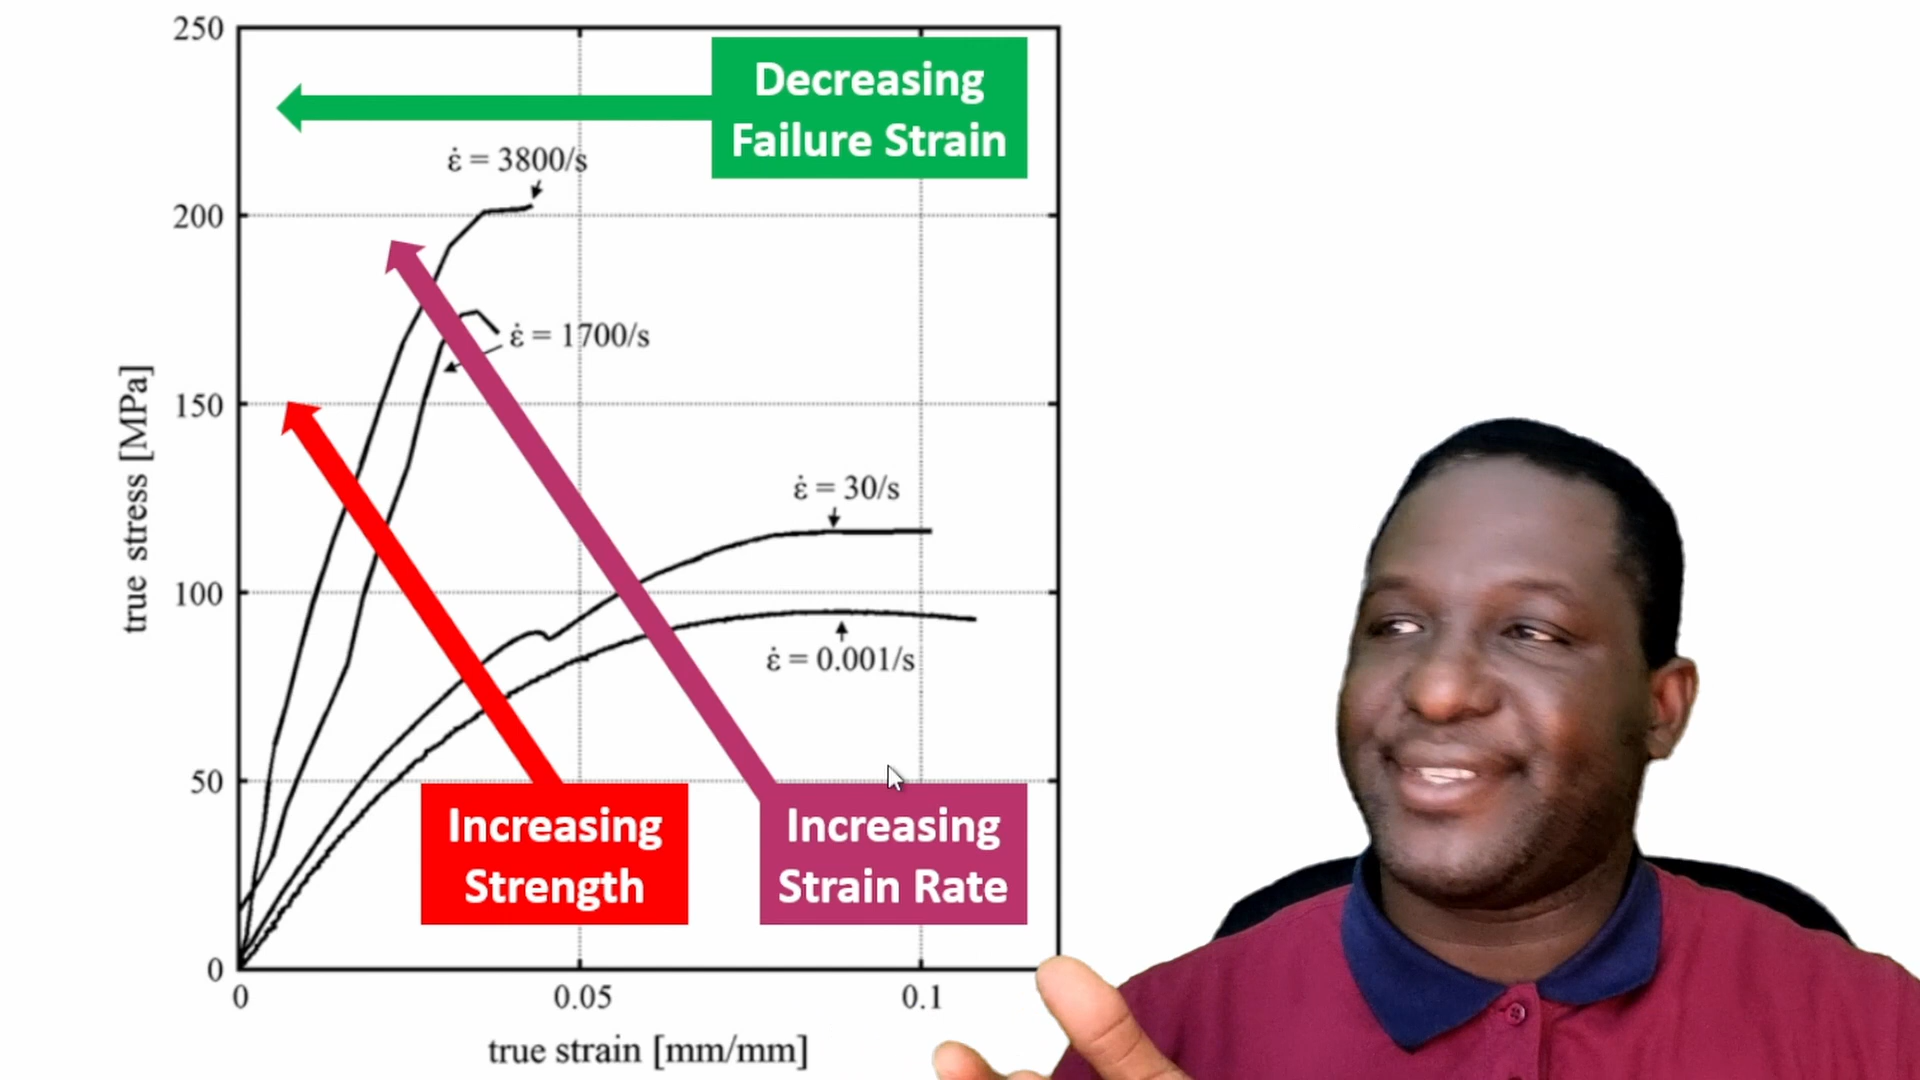 250
Decreasing
Failure Strain
ε̇ = 3800/s
200
ε̇ = 1700/s
150
true stress [MPa]
ε̇ = 30/s
100
ε̇ = 0.001/s
50
Increasing
Strength
Increasing
Strain Rate
0
0 0.05 0.1
true strain [mm/mm]